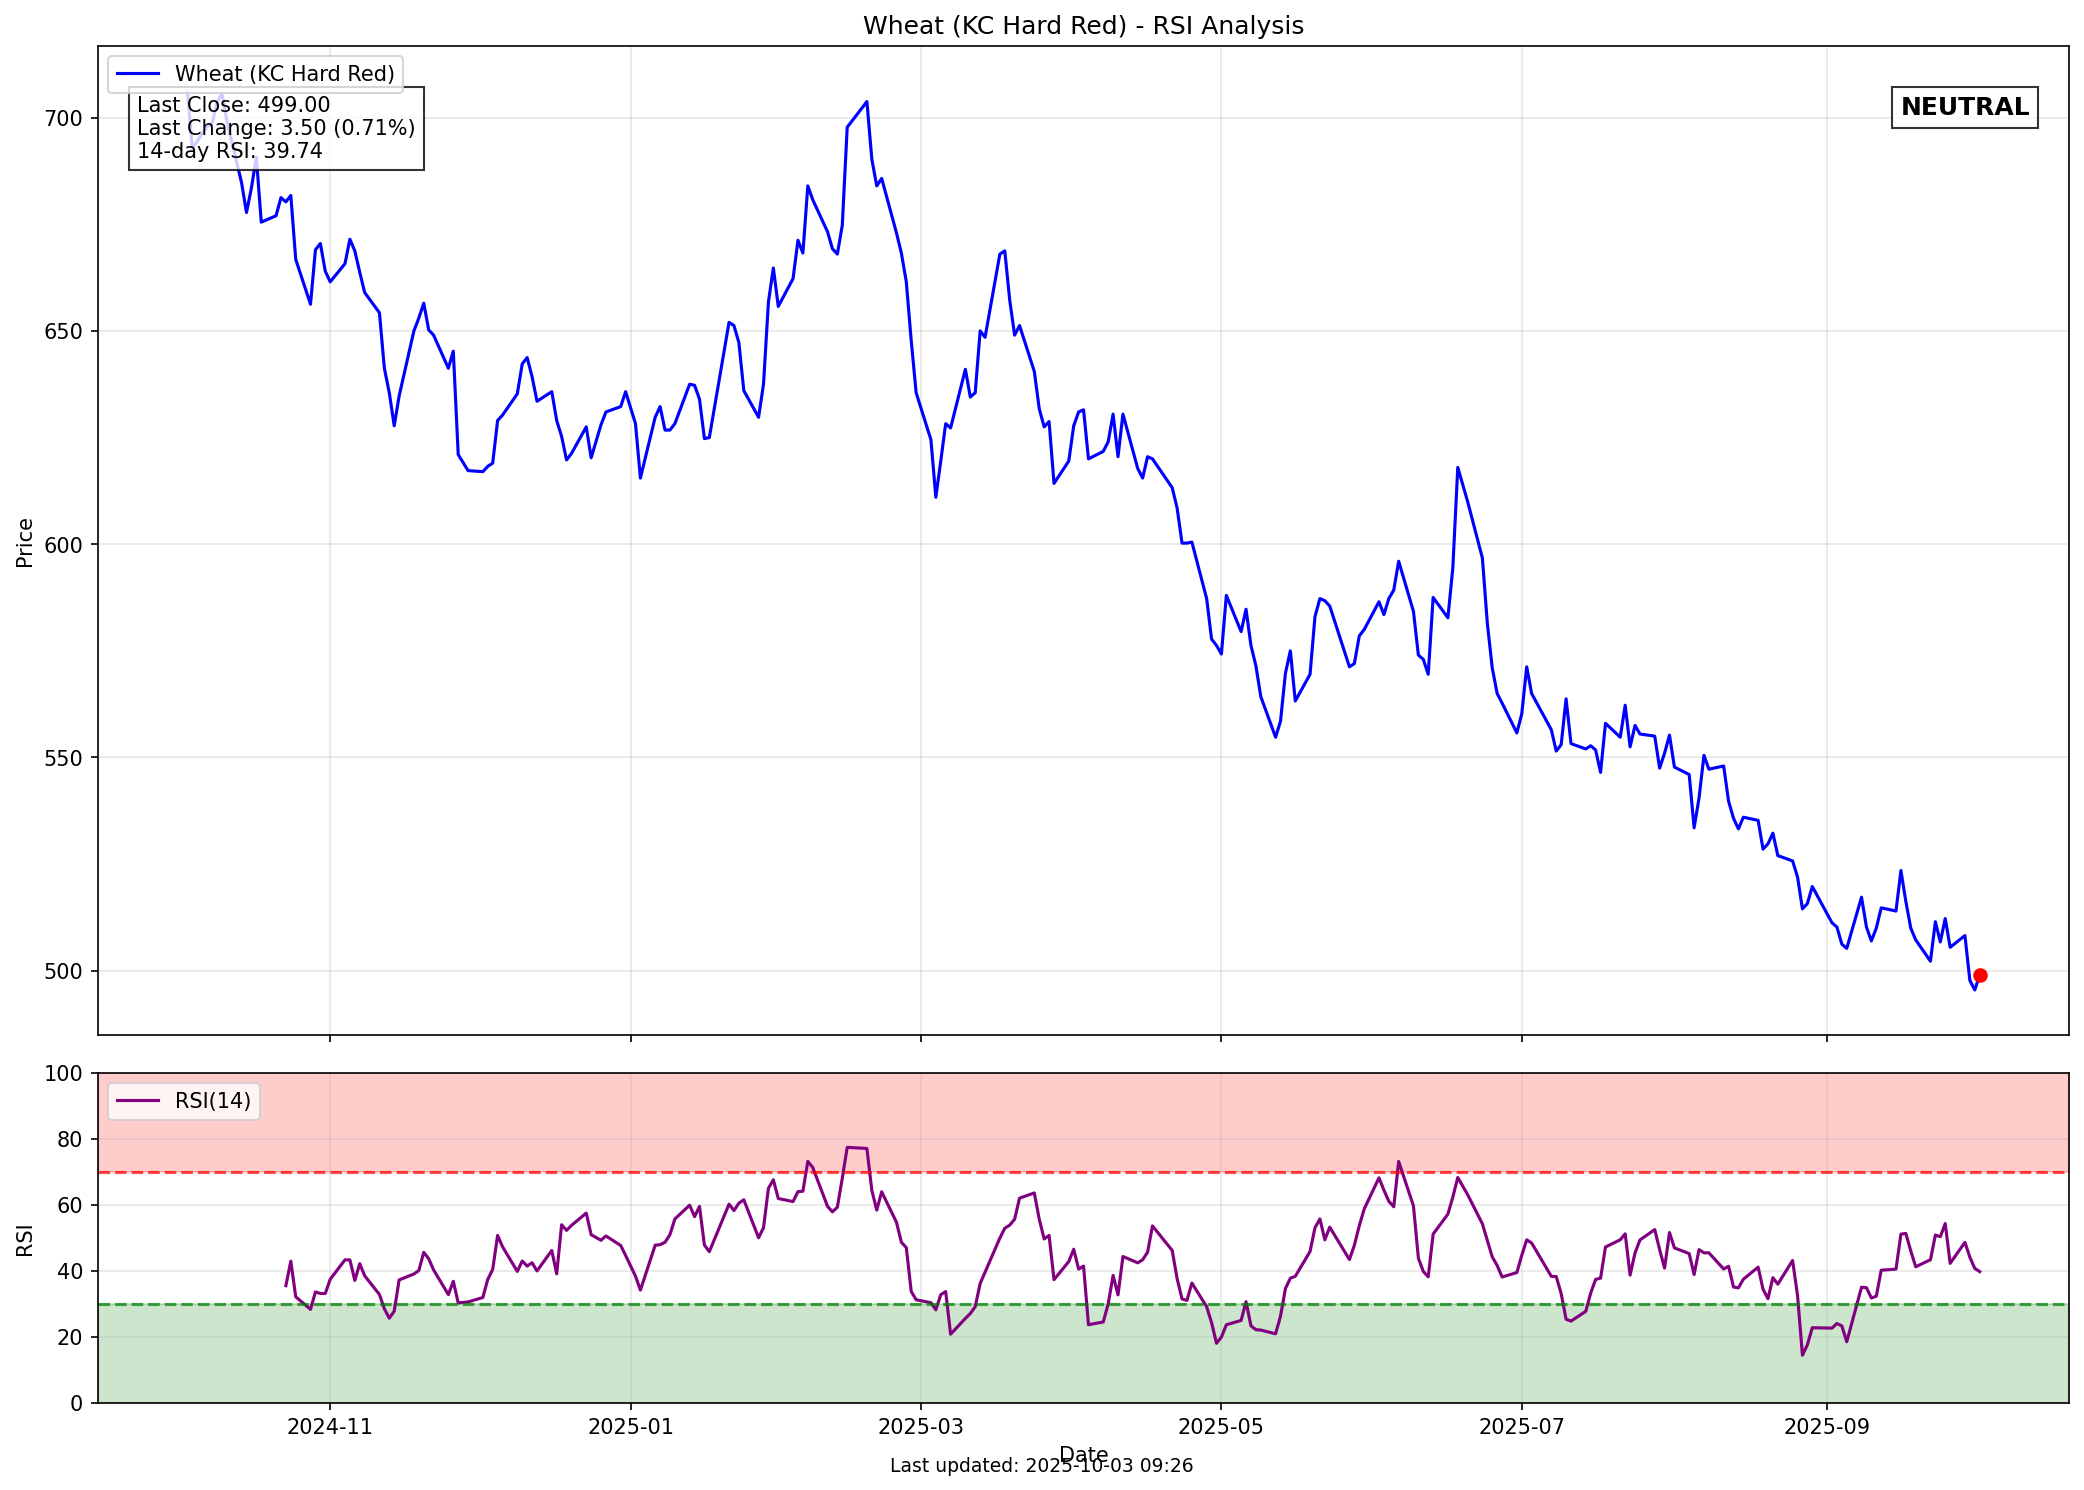 Wheat (KC Hard Red) - RSI Analysis
Wheat (KC Hard Red)
Last Close: 499.00
Last Change: 3.50 (0.71%)
14-day RSI: 39.74
NEUTRAL
700
650
600
550
500
Price
100
80
60
40
20
0
RSI
RSI(14)
2024-11
2025-01
2025-03
2025-05
2025-07
2025-09
Date
Last updated: 2025-10-03 09:26